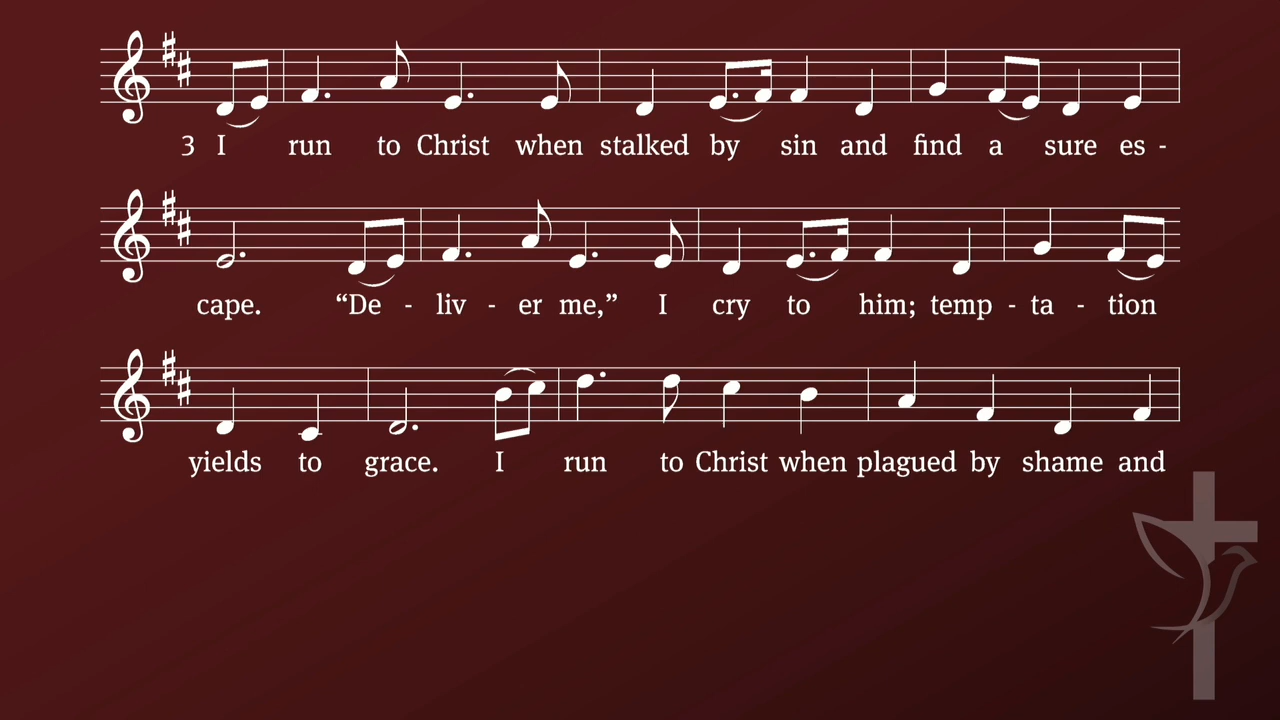 3 I run to Christ when stalked by sin and find a sure es -
cape. “De - liv - er me,” I cry to him; temp - ta - tion
yields to grace. I run to Christ when plagued by shame and